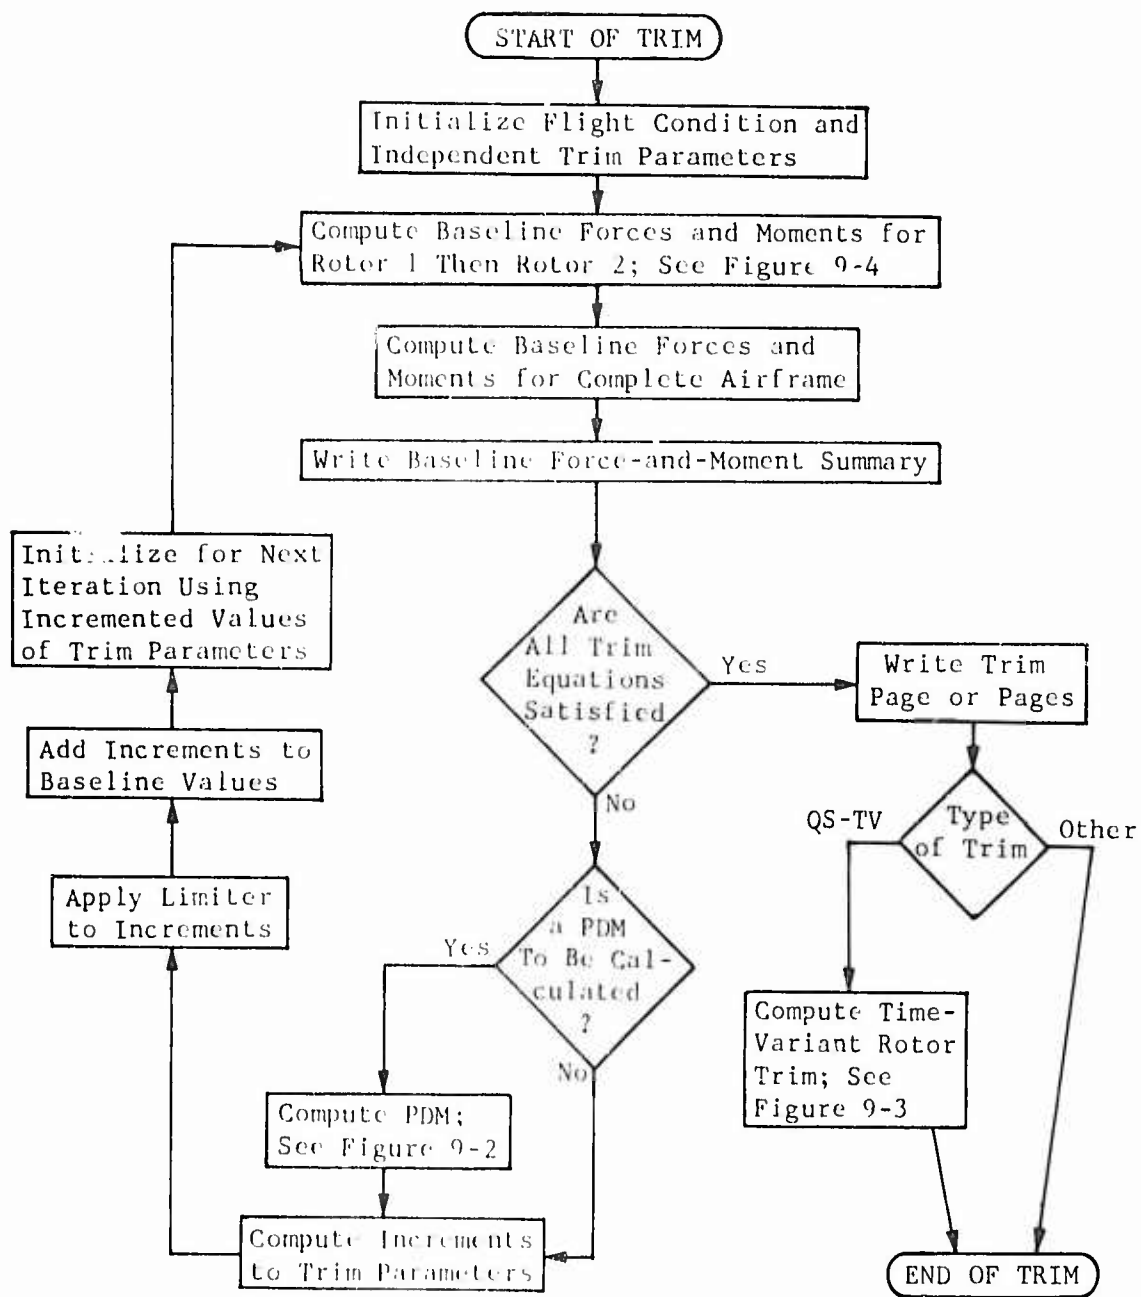 START OF TRIM
Initialize Flight Condition and
Independent Trim Parameters
Compute Baseline Forces and Moments for
Rotor 1 Then Rotor 2; See Figure 9-4
Compute Baseline Forces and
Moments for Complete Airframe
Write Baseline Force-and-Moment Summary
Initialize for Next
Iteration Using
Incremented Values
of Trim Parameters
Are
All Trim
Equations
Satisfied
?
Yes
Write Trim
Page or Pages
Add Increments to
Baseline Values
No
QS-TV
Type
of Trim
Other
Apply Limiter
to Increments
Is
a PDM
To Be Cal-
culated
?
Yes
No
Compute Time-
Variant Rotor
Trim; See
Figure 9-3
Compute PDM;
See Figure 9-2
Compute Increments
to Trim Parameters
END OF TRIM